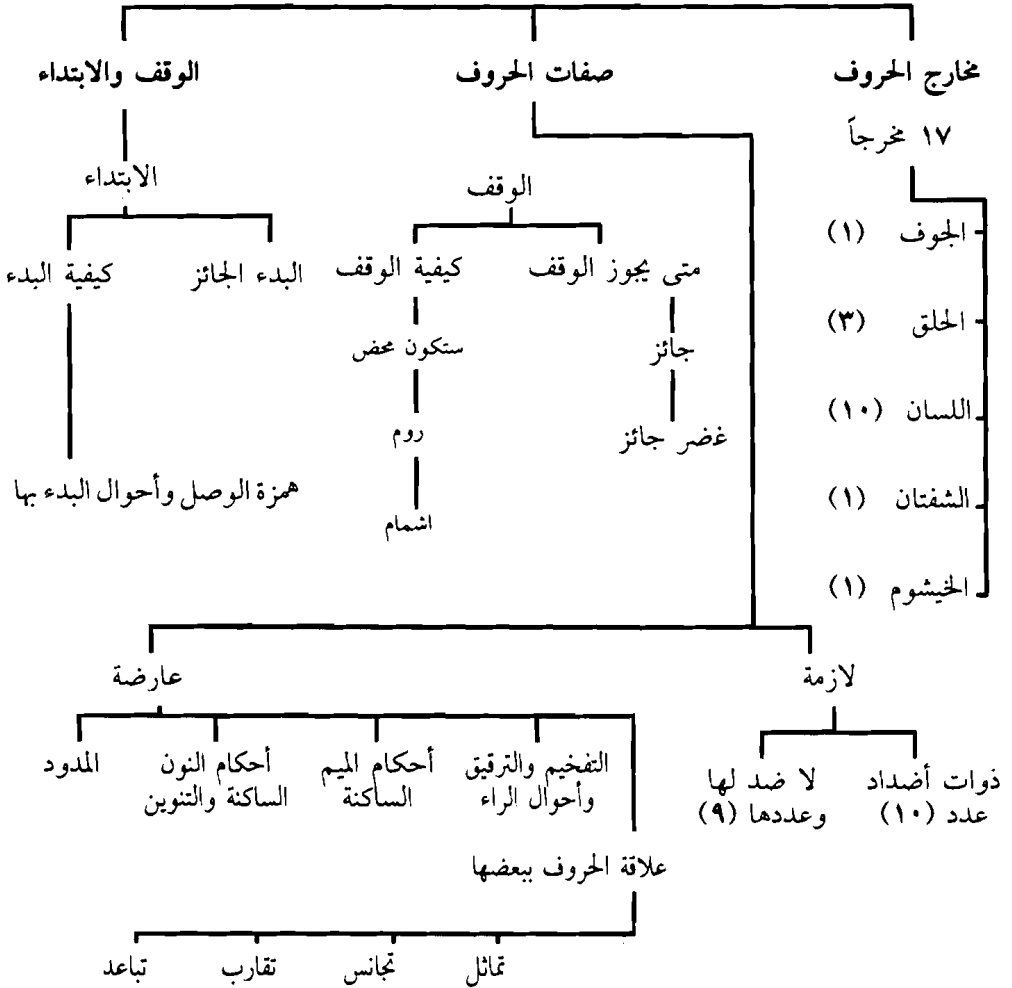 مخارج الحروف
صفات الحروف
الوقف والابتداء
١٧ مخرجاً
الجوف (١)
الحلق (٣)
اللسان (١٠)
الشفتان (١)
الخيشوم (١)
الوقف
متى يجوز الوقف
جائز
غضر جائز
كيفية الوقف
ستكون محض
روم
اشمام
الابتداء
البدء الجائز
كيفية البدء
همزة الوصل وأحوال البدء بها
لازمة
ذوات أضداد
عدد (١٠)
لا ضد لها
وعددها (٩)
عارضة
التفخيم والترقيق
وأحوال الراء
أحكام الميم
الساكنة
أحكام النون
الساكنة والتنوين
المدود
علاقة الحروف ببعضها
تماثل
تجانس
تقارب
تباعد